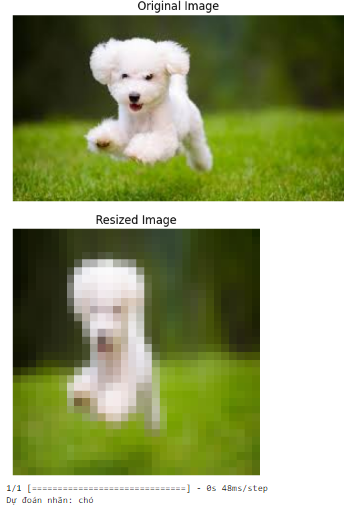 Original Image
Resized Image
1/1 [==============================] - 0s 48ms/step
Dự đoán nhãn: chó